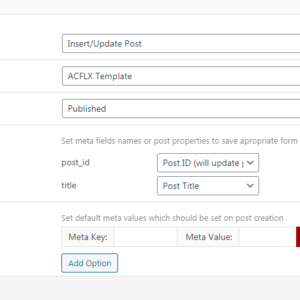 Insert/Update Post
ACFLX Template
Published
Set meta fields names or post properties to save apropriate form
post_id Post ID (will update p
title Post Title
Set default meta values which should be set on post creation
Meta Key: Meta Value:
Add Option